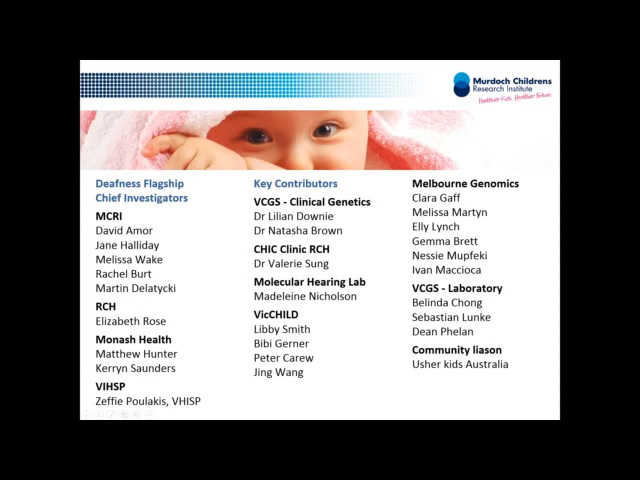 Murdoch Childrens
Research Institute
Healthier Kids. Healthier Future.
Deafness Flagship
Chief Investigators
MCRI
David Amor
Jane Halliday
Melissa Wake
Rachel Burt
Martin Delatycki
RCH
Elizabeth Rose
Monash Health
Matthew Hunter
Kerryn Saunders
VIHSP
Zeffie Poulakis, VHISP
Key Contributors
VCGS - Clinical Genetics
Dr Lilian Downie
Dr Natasha Brown
CHIC Clinic RCH
Dr Valerie Sung
Molecular Hearing Lab
Madeleine Nicholson
VicCHILD
Libby Smith
Bibi Gerner
Peter Carew
Jing Wang
Melbourne Genomics
Clara Gaff
Melissa Martyn
Elly Lynch
Gemma Brett
Nessie Mupfeki
Ivan Maccioca
VCGS - Laboratory
Belinda Chong
Sebastian Lunke
Dean Phelan
Community liason
Usher kids Australia